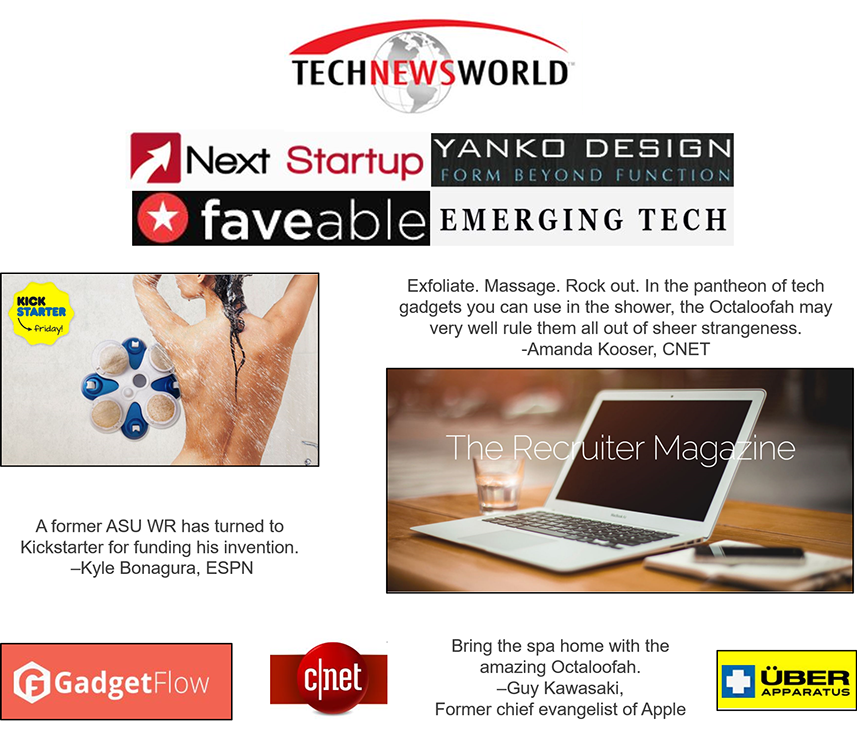 TECHNEWSWORLD™
Next Startup
YANKO DESIGN
FORM BEYOND FUNCTION
faveable
EMERGING TECH
KICK
STARTER
friday!
Exfoliate. Massage. Rock out. In the pantheon of tech
gadgets you can use in the shower, the Octaloofah may
very well rule them all out of sheer strangeness.
-Amanda Kooser, CNET
The Recruiter Magazine
A former ASU WR has turned to
Kickstarter for funding his invention.
–Kyle Bonagura, ESPN
GadgetFlow
c|net
Bring the spa home with the
amazing Octaloofah.
–Guy Kawasaki,
Former chief evangelist of Apple
ÜBER
APPARATUS